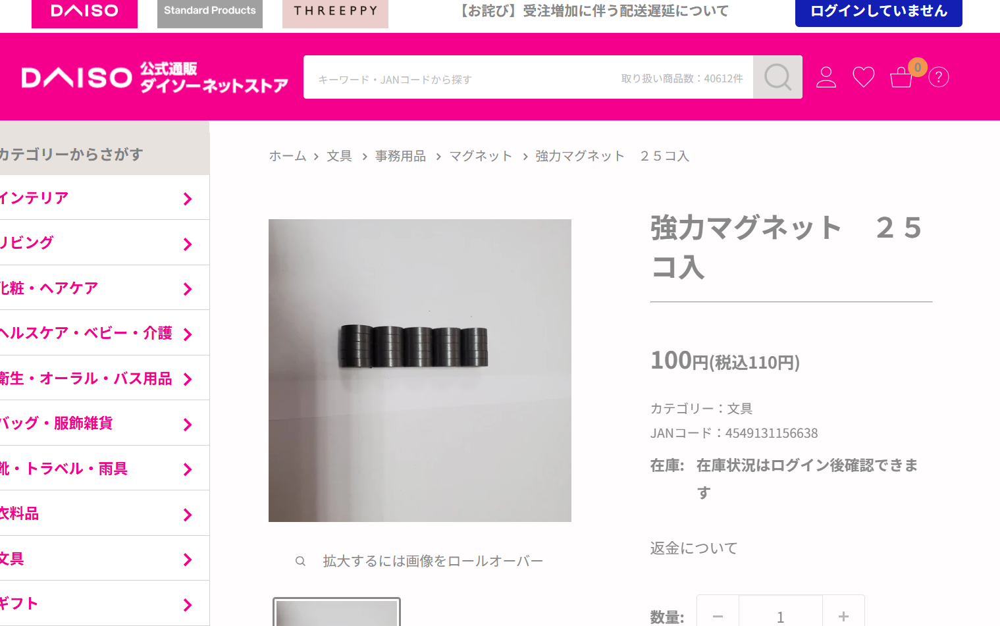 DAISO
Standard Products
THREEPPY
【お詫び】受注増加に伴う配送遅延について
ログインしていません
DAISO 公式通販
ダイソーネットストア
キーワード・JANコードから探す
取り扱い商品数：40612件
0
?
カテゴリーからさがす
インテリア
リビング
化粧・ヘアケア
ヘルスケア・ベビー・介護
衛生・オーラル・バス用品
バッグ・服飾雑貨
靴・トラベル・雨具
衣料品
文具
ギフト
ホーム > 文具 > 事務用品 > マグネット > 強力マグネット　２５コ入
強力マグネット　２５
コ入
100円(税込110円)
カテゴリー：文具
JANコード：4549131156638
在庫: 在庫状況はログイン後確認できま
す
返金について
拡大するには画像をロールオーバー
数量: − 1 +